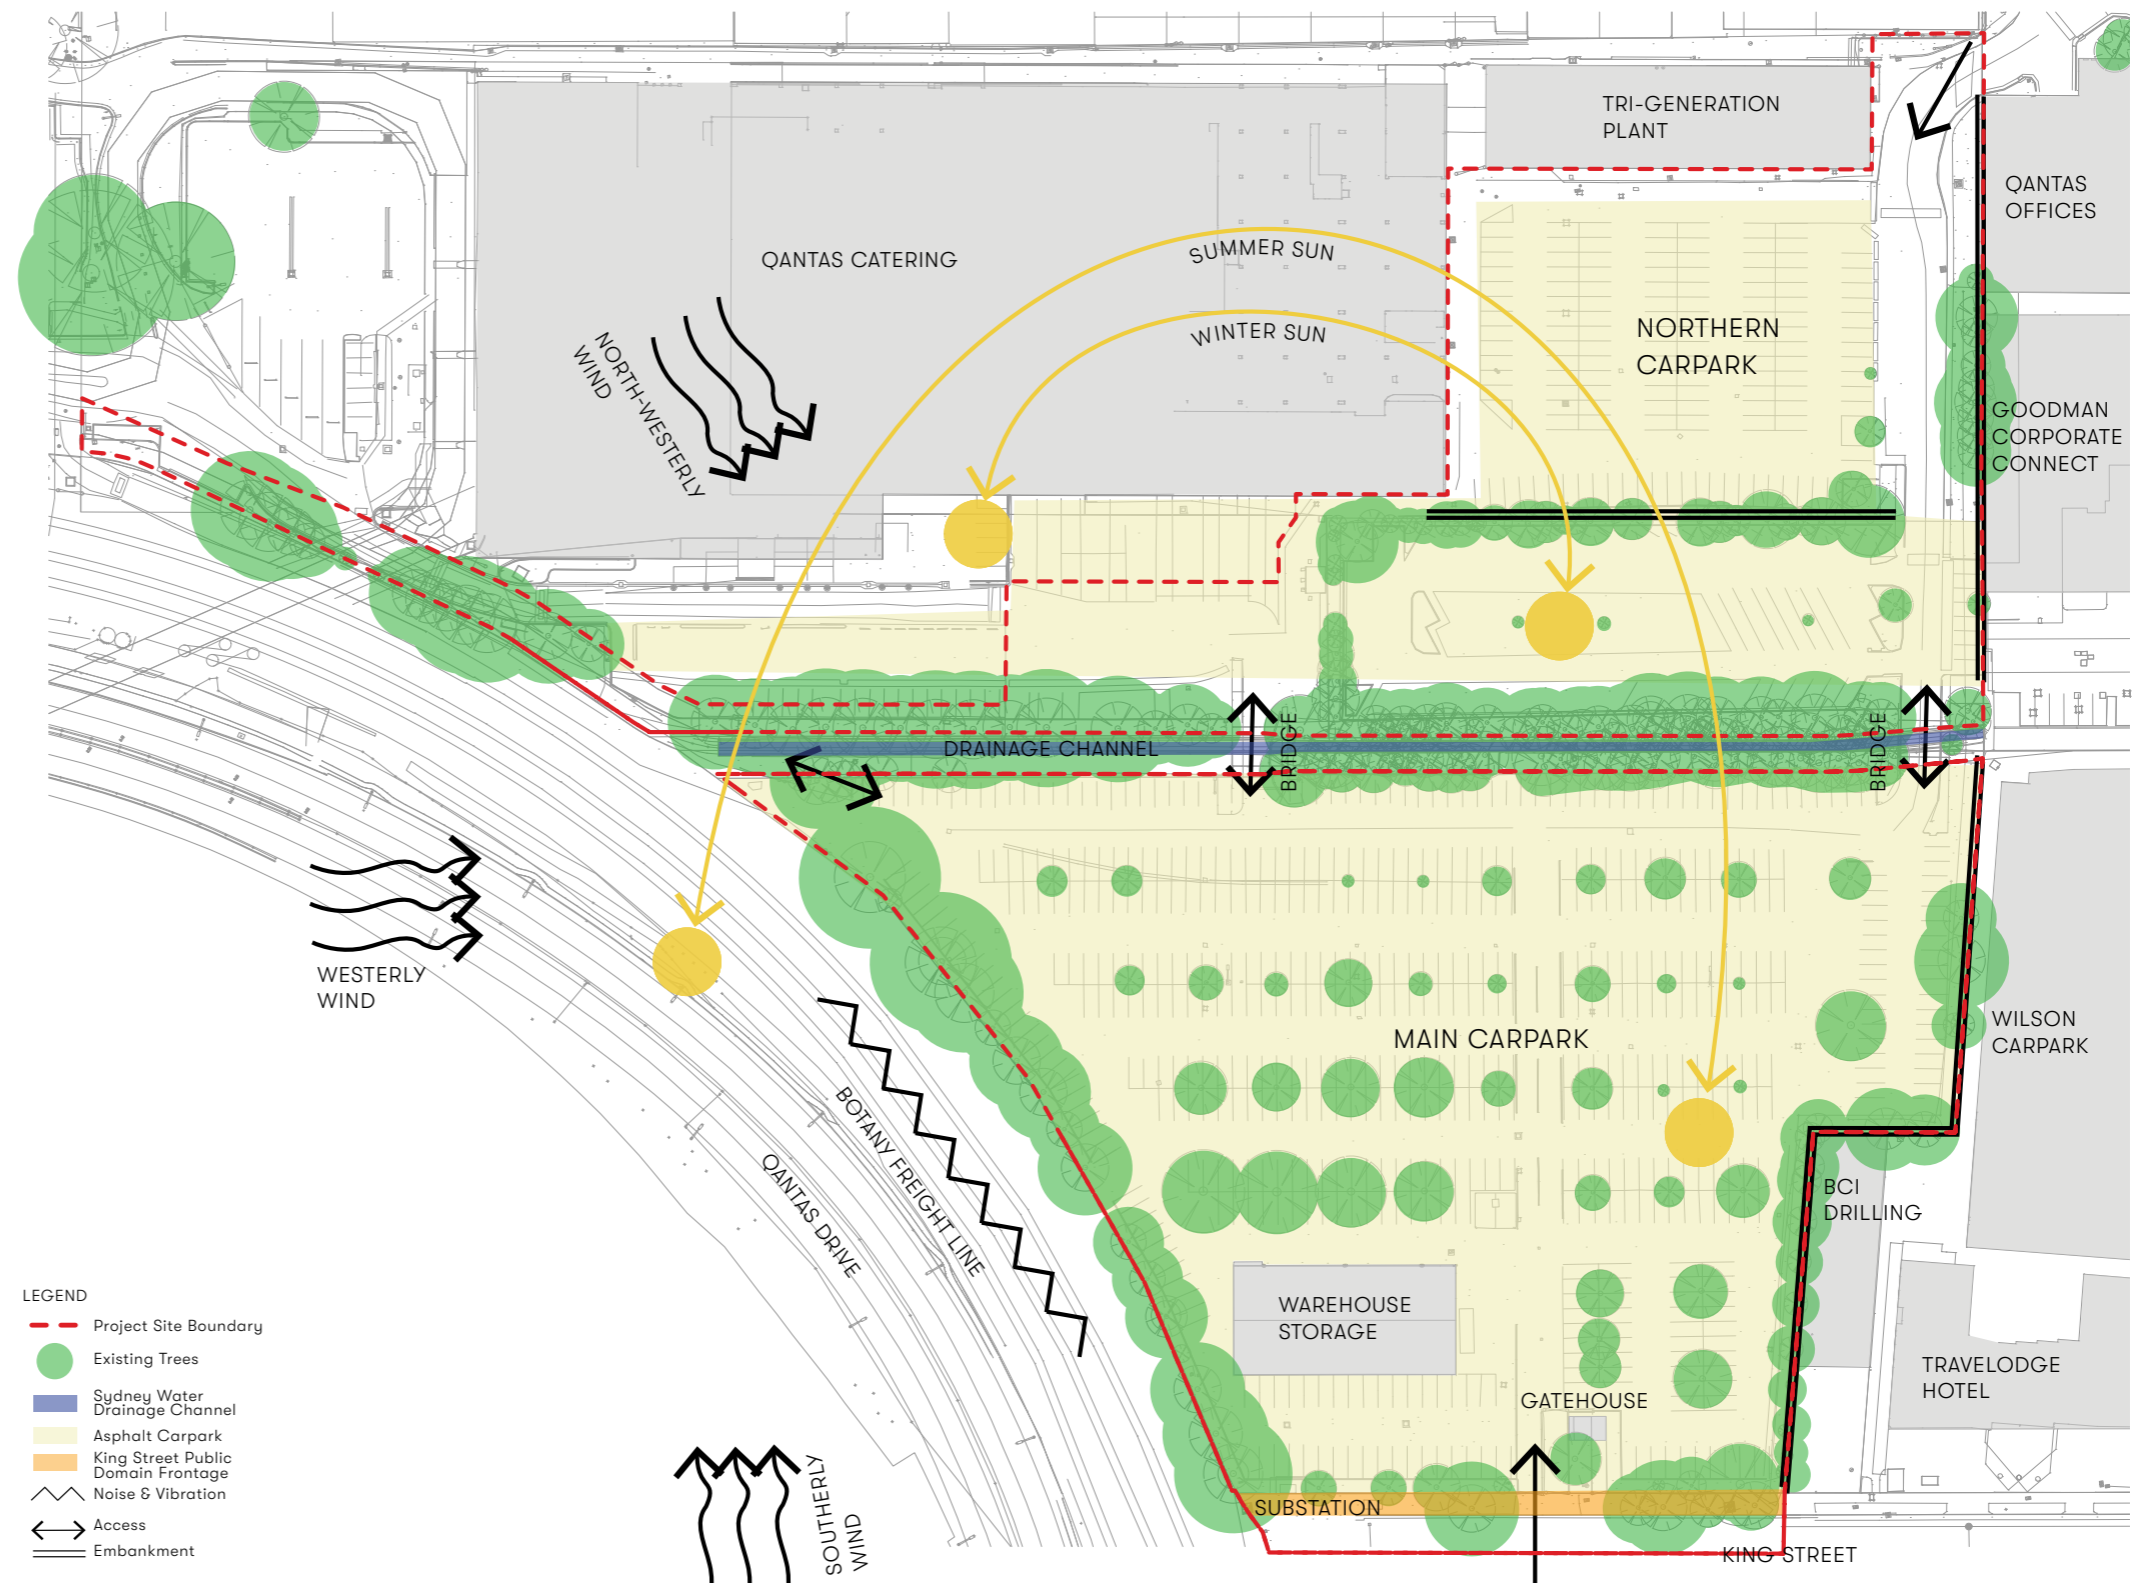 TRI-GENERATION
PLANT
QANTAS
OFFICES
QANTAS CATERING
SUMMER SUN
WINTER SUN
NORTH-WESTERLY
WIND
NORTHERN
CARPARK
GOODMAN
CORPORATE
CONNECT
DRAINAGE CHANNEL
BRIDGE
BRIDGE
WESTERLY
WIND
MAIN CARPARK
WILSON
CARPARK
BOTANY FREIGHT LINE
QANTAS DRIVE
BCI
DRILLING
WAREHOUSE
STORAGE
GATEHOUSE
TRAVELODGE
HOTEL
SUBSTATION
KING STREET
SOUTHERLY
WIND
LEGEND
Project Site Boundary
Existing Trees
Sydney Water
Drainage Channel
Asphalt Carpark
King Street Public
Domain Frontage
Noise & Vibration
Access
Embankment